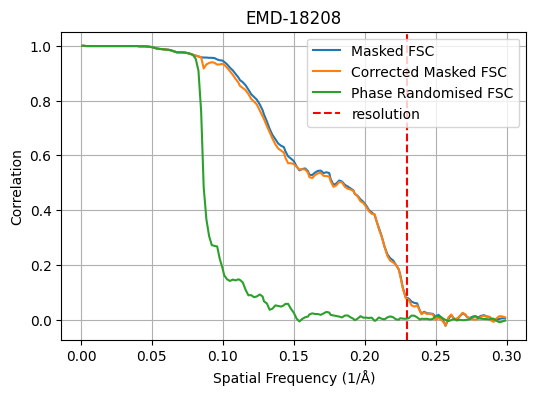 EMD-18208
Masked FSC
Corrected Masked FSC
Phase Randomised FSC
resolution
Correlation
1.0
0.8
0.6
0.4
0.2
0.0
0.00 0.05 0.10 0.15 0.20 0.25 0.30
Spatial Frequency (1/Å)